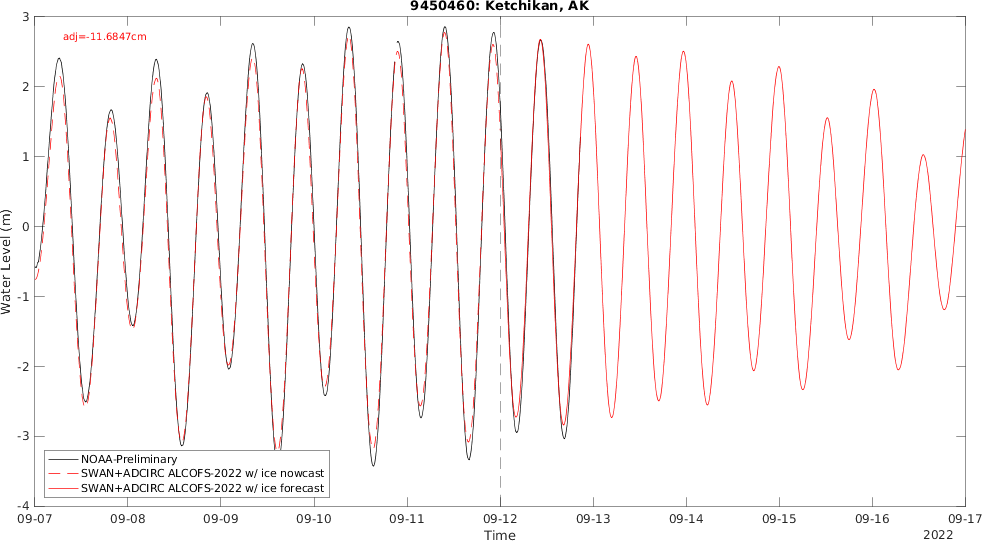 9450460: Ketchikan, AK
adj=-11.6847cm
3
2
1
0
-1
-2
-3
-4
Water Level (m)
NOAA-Preliminary
SWAN+ADCIRC ALCOFS-2022 w/ ice nowcast
SWAN+ADCIRC ALCOFS-2022 w/ ice forecast
09-07 09-08 09-09 09-10 09-11 09-12 09-13 09-14 09-15 09-16 09-17
Time
2022